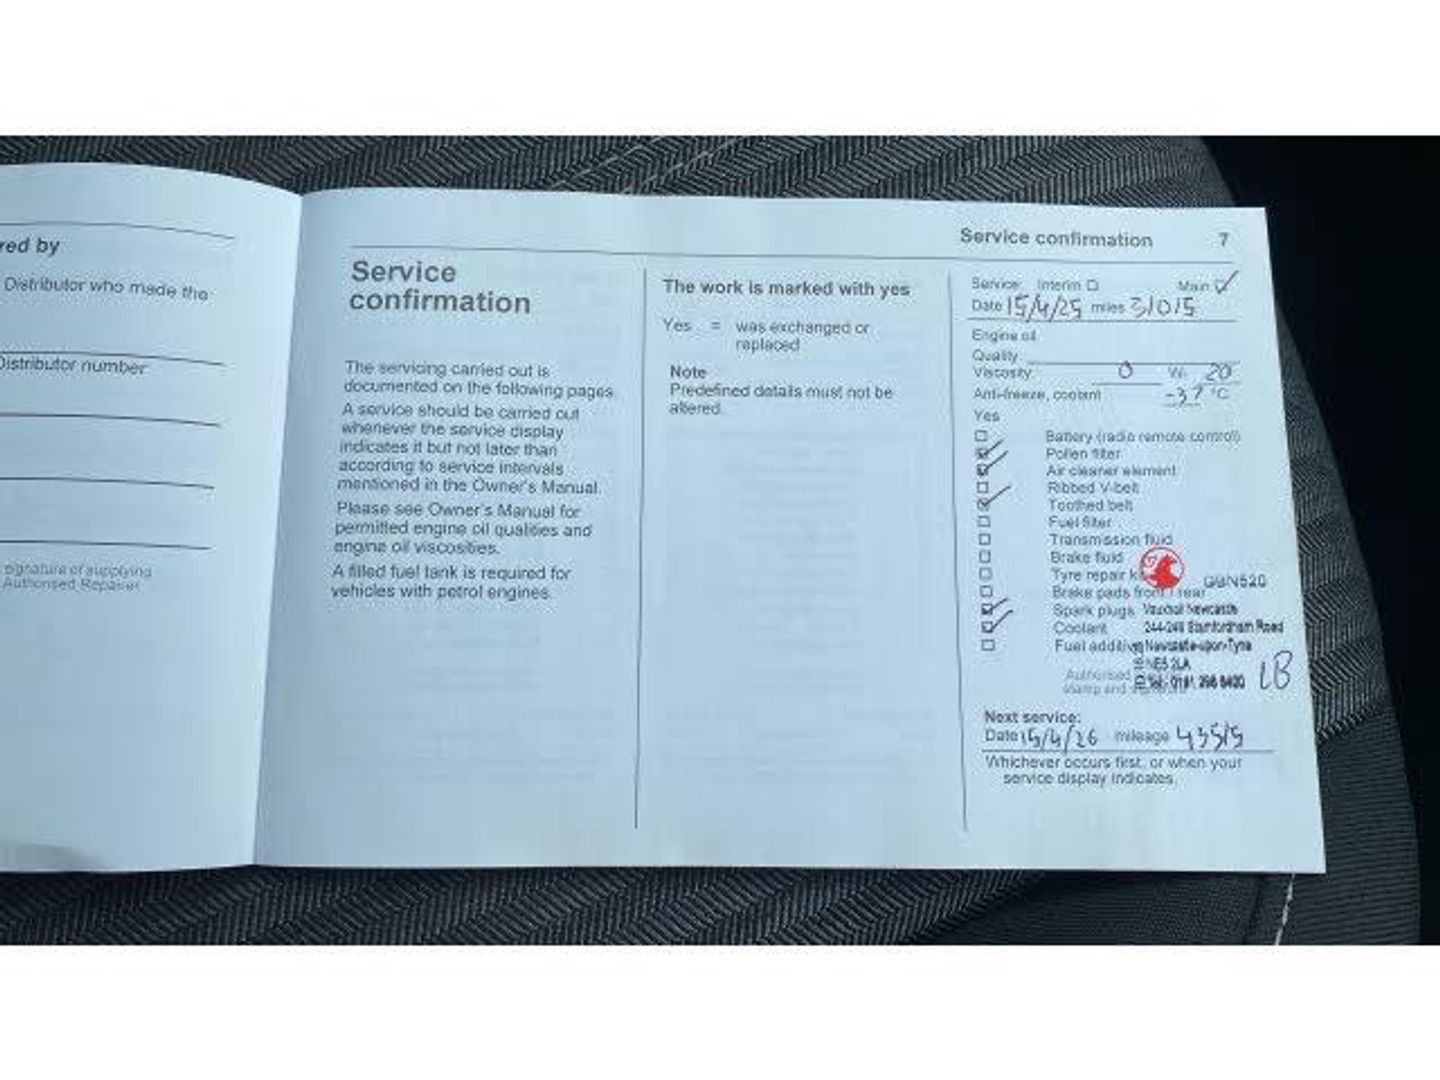 red by
Distributor who made the
Distributor number
signature of supplying
Authorised Repairer
Service confirmation 7
Service
confirmation
The servicing carried out is
documented on the following pages.
A service should be carried out
whenever the service display
indicates it but not later than
according to service intervals
mentioned in the Owner's Manual.
Please see Owner's Manual for
permitted engine oil qualities and
engine oil viscosities.
A filled fuel tank is required for
vehicles with petrol engines.
The work is marked with yes
Yes = was exchanged or
replaced
Note
Predefined details must not be
altered.
Service: Interim Main
Date 15/4/25 miles 31015
Engine oil
Quality
Viscosity: 0 W- 20
Anti-freeze, coolant -37 °C
Yes
Battery (radio remote control)
Pollen filter
Air cleaner element
Ribbed V-belt
Toothed belt
Fuel filter
Transmission fluid
Brake fluid
Tyre repair k
GBN520
Brake pads front / rear
Spark plugs Vauxhall Newcastle
Coolant 244-248 Stamfordham Road
Fuel additive Newcastle-upon-Tyne
NE5 2LA
Authorised
stamp and Tel: 0191 286 9400 LB
Next service:
Date 15/4/26 mileage 43515
Whichever occurs first, or when your
service display indicates.